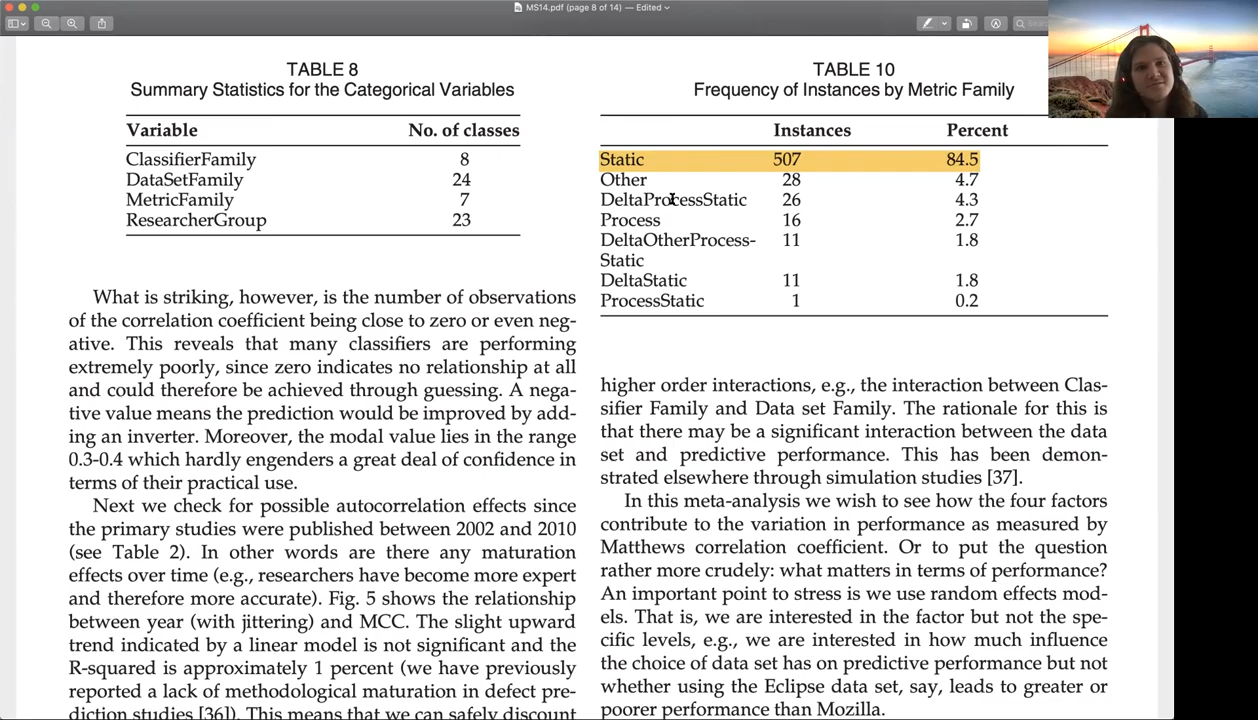 MS14.pdf (page 8 of 14) — Edited
TABLE 8
Summary Statistics for the Categorical Variables
Variable No. of classes
ClassifierFamily 8
DataSetFamily 24
MetricFamily 7
ResearcherGroup 23
What is striking, however, is the number of observations
of the correlation coefficient being close to zero or even neg-
ative. This reveals that many classifiers are performing
extremely poorly, since zero indicates no relationship at all
and could therefore be achieved through guessing. A nega-
tive value means the prediction would be improved by add-
ing an inverter. Moreover, the modal value lies in the range
0.3-0.4 which hardly engenders a great deal of confidence in
terms of their practical use.
Next we check for possible autocorrelation effects since
the primary studies were published between 2002 and 2010
(see Table 2). In other words are there any maturation
effects over time (e.g., researchers have become more expert
and therefore more accurate). Fig. 5 shows the relationship
between year (with jittering) and MCC. The slight upward
trend indicated by a linear model is not significant and the
R-squared is approximately 1 percent (we have previously
reported a lack of methodological maturation in defect pre-
diction studies [36]). This means that we can safely discount
TABLE 10
Frequency of Instances by Metric Family
Instances Percent
Static 507 84.5
Other 28 4.7
DeltaProcessStatic 26 4.3
Process 16 2.7
DeltaOtherProcess- 11 1.8
Static
DeltaStatic 11 1.8
ProcessStatic 1 0.2
higher order interactions, e.g., the interaction between Clas-
sifier Family and Data set Family. The rationale for this is
that there may be a significant interaction between the data
set and predictive performance. This has been demon-
strated elsewhere through simulation studies [37].
In this meta-analysis we wish to see how the four factors
contribute to the variation in performance as measured by
Matthews correlation coefficient. Or to put the question
rather more crudely: what matters in terms of performance?
An important point to stress is we use random effects mod-
els. That is, we are interested in the factor but not the spe-
cific levels, e.g., we are interested in how much influence
the choice of data set has on predictive performance but not
whether using the Eclipse data set, say, leads to greater or
poorer performance than Mozilla.